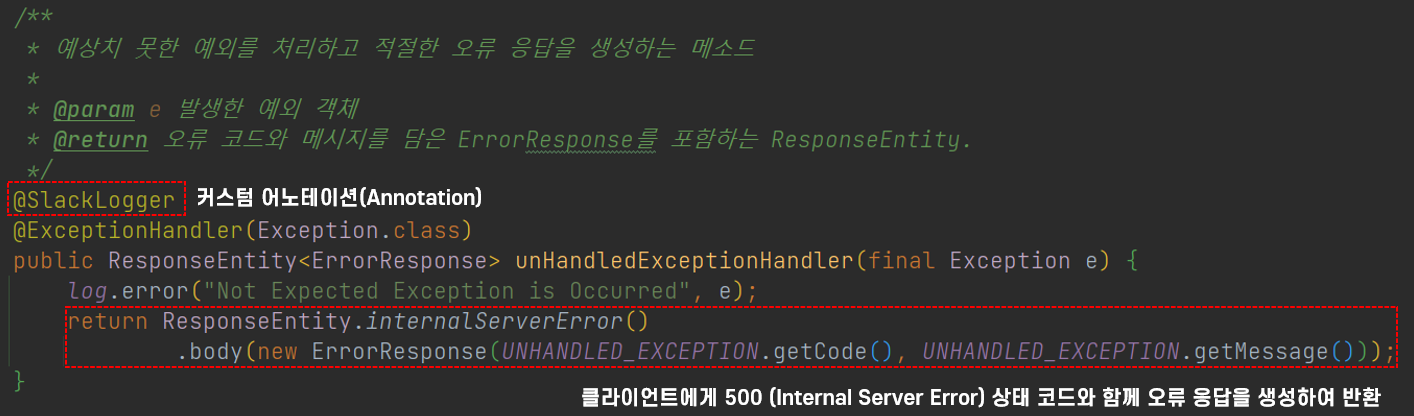 /**
* 예상치 못한 예외를 처리하고 적절한 오류 응답을 생성하는 메소드
*
* @param e 발생한 예외 객체
* @return 오류 코드와 메시지를 담은 ErrorResponse를 포함하는 ResponseEntity.
*/
@SlackLogger 커스텀 어노테이션(Annotation)
@ExceptionHandler(Exception.class)
public ResponseEntity<ErrorResponse> unHandledExceptionHandler(final Exception e) {
log.error("Not Expected Exception is Occurred", e);
return ResponseEntity.internalServerError()
.body(new ErrorResponse(UNHANDLED_EXCEPTION.getCode(), UNHANDLED_EXCEPTION.getMessage()));
}
클라이언트에게 500 (Internal Server Error) 상태 코드와 함께 오류 응답을 생성하여 반환